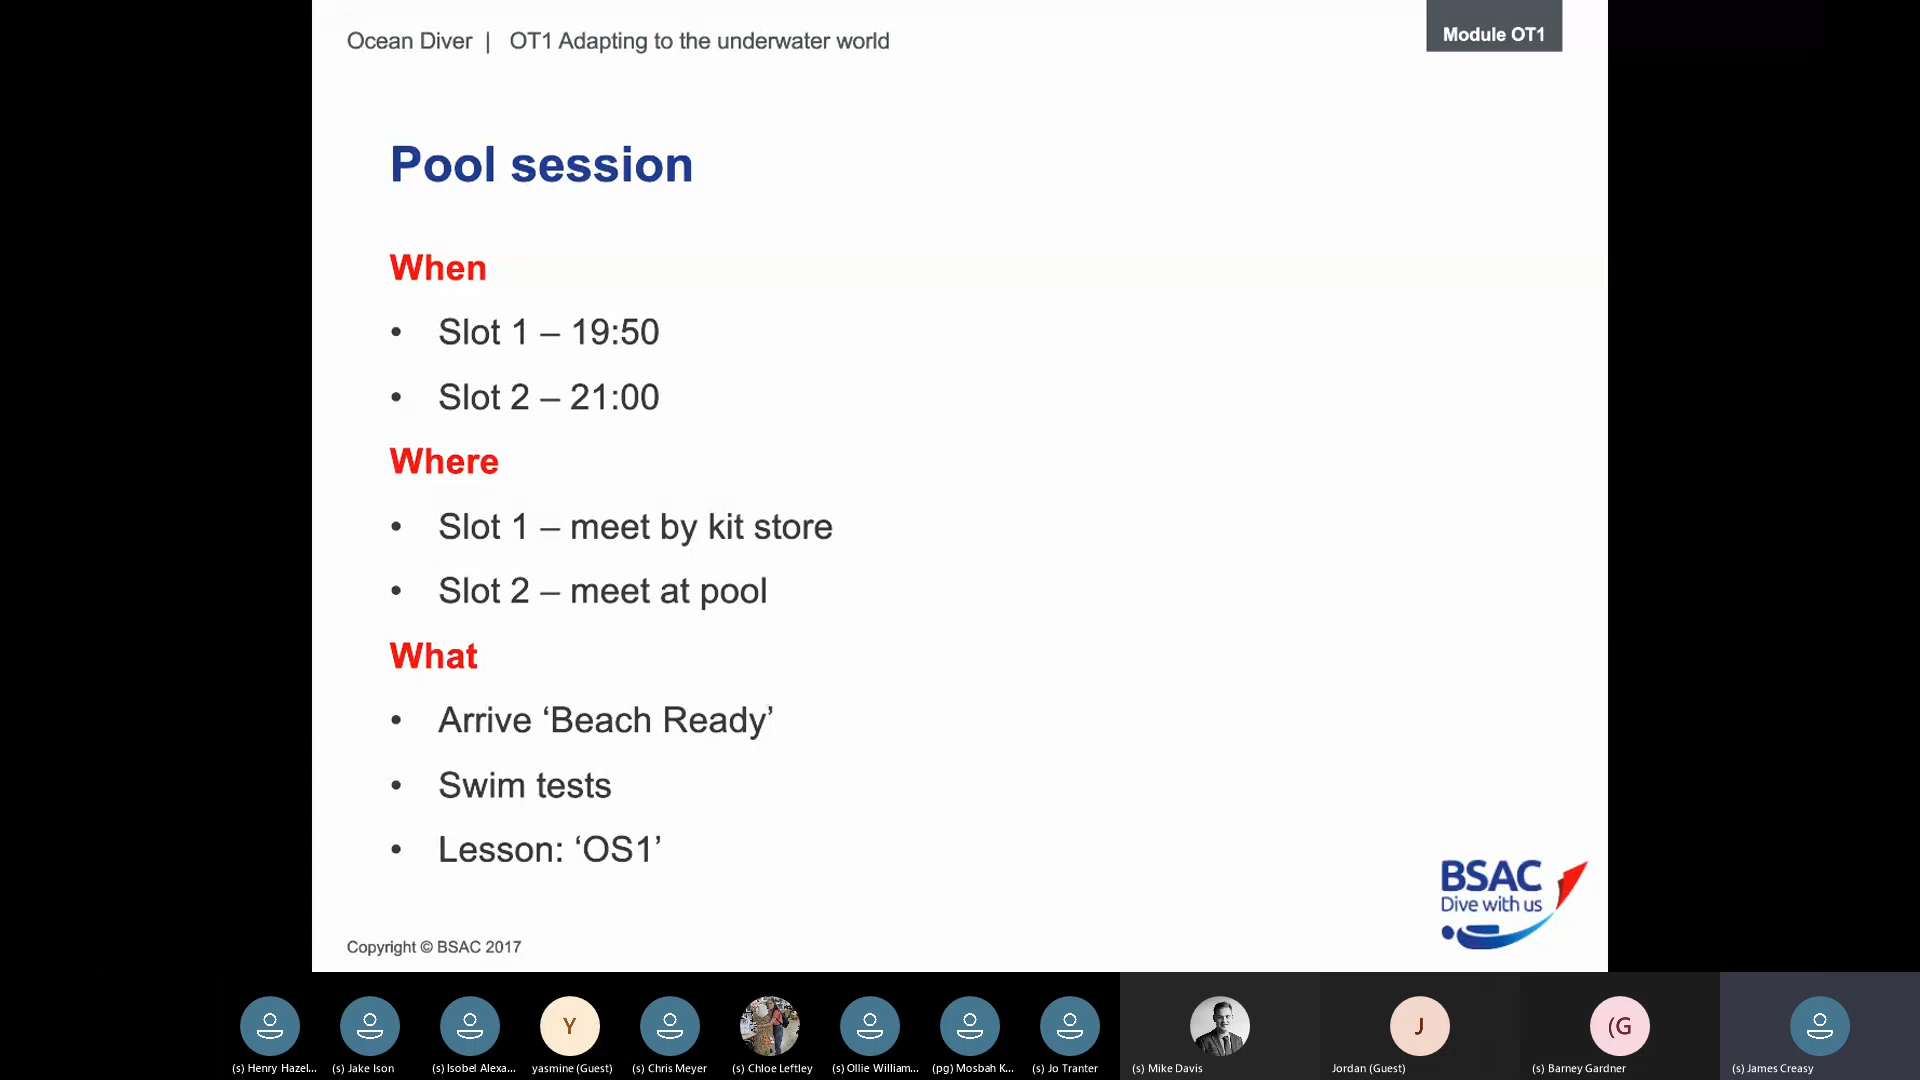 Ocean Diver | OT1 Adapting to the underwater world
Module OT1
Pool session
When
• Slot 1 – 19:50
• Slot 2 – 21:00
Where
• Slot 1 – meet by kit store
• Slot 2 – meet at pool
What
• Arrive ‘Beach Ready’
• Swim tests
• Lesson: ‘OS1’
BSAC
Dive with us
Copyright © BSAC 2017
Y
J
(G
(s) Henry Hazel...
(s) Jake Ison
(s) Isobel Alexa...
yasmine (Guest)
(s) Chris Meyer
(s) Chloe Leftley
(s) Ollie William...
(pg) Mosbah K...
(s) Jo Tranter
(s) Mike Davis
Jordan (Guest)
(s) Barney Gardner
(s) James Creasy